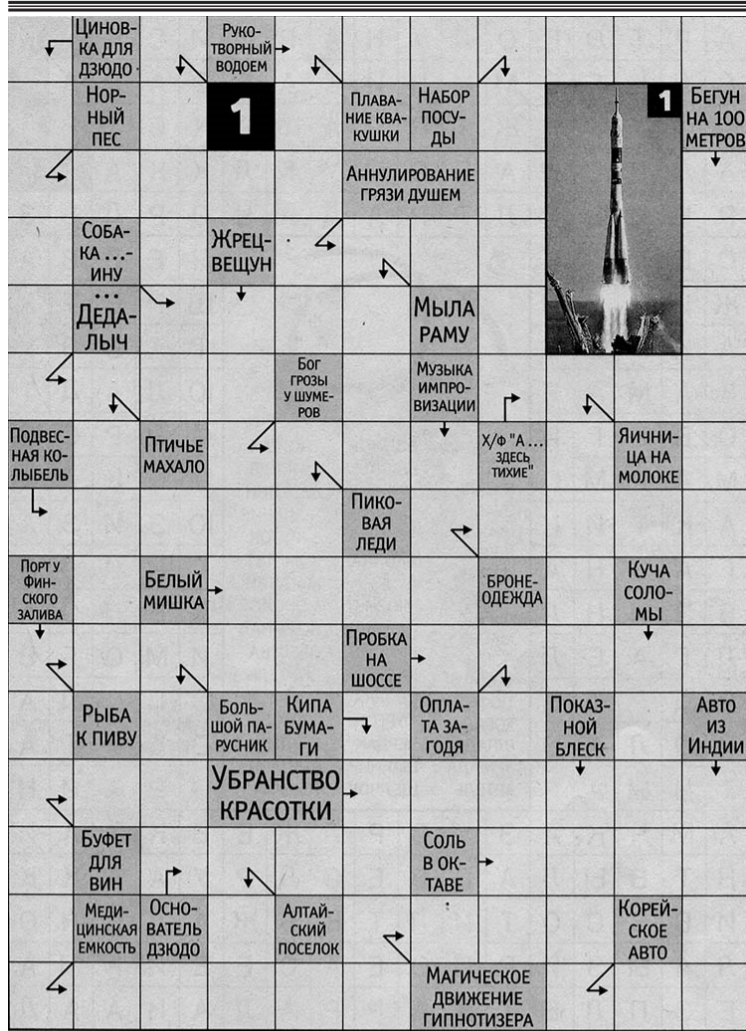 ЦИНОВ-
КА ДЛЯ
ДЗЮДО
РУКО-
ТВОРНЫЙ
ВОДОЕМ
НОР-
НЫЙ
ПЕС
1
ПЛАВА-
НИЕ КВА-
КУШКИ
НАБОР
ПОСУ-
ДЫ
1
БЕГУН
НА 100
МЕТРОВ
АННУЛИРОВАНИЕ
ГРЯЗИ ДУШЕМ
СОБА-
КА ...-
ИНУ
ЖРЕЦ-
ВЕЩУН
...
ДЕДА-
ЛЫЧ
МЫЛА
РАМУ
БОГ
ГРОЗЫ
У ШУМЕ-
РОВ
МУЗЫКА
ИМПРО-
ВИЗАЦИИ
ПОДВЕС-
НАЯ КО-
ЛЫБЕЛЬ
ПТИЧЬЕ
МАХАЛО
Х/Ф "А ...
ЗДЕСЬ
ТИХИЕ"
ЯИЧНИ-
ЦА НА
МОЛОКЕ
ПИКО-
ВАЯ
ЛЕДИ
ПОРТ У
ФИН-
СКОГО
ЗАЛИВА
БЕЛЫЙ
МИШКА
БРОНЕ-
ОДЕЖДА
КУЧА
СОЛО-
МЫ
ПРОБКА
НА
ШОССЕ
РЫБА
К ПИВУ
БОЛЬ-
ШОЙ ПА-
РУСНИК
КИПА
БУМА-
ГИ
ОПЛА-
ТА ЗА-
ГОДЯ
ПОКАЗ-
НОЙ
БЛЕСК
АВТО
ИЗ
ИНДИИ
УБРАНСТВО
КРАСОТКИ
БУФЕТ
ДЛЯ
ВИН
СОЛЬ
В ОК-
ТАВЕ
МЕДИ-
ЦИНСКАЯ
ЕМКОСТЬ
ОСНО-
ВАТЕЛЬ
ДЗЮДО
АЛТАЙ-
СКИЙ
ПОСЕЛОК
КОРЕЙ-
СКОЕ
АВТО
МАГИЧЕСКОЕ
ДВИЖЕНИЕ
ГИПНОТИЗЕРА